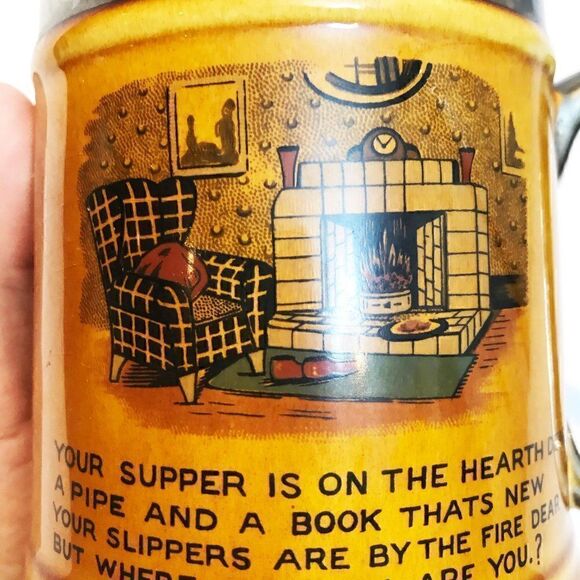 YOUR SUPPER IS ON THE HEARTH
A PIPE AND A BOOK THATS NEW
YOUR SLIPPERS ARE BY THE FIRE DEAR
BUT WHERE ARE YOU.?